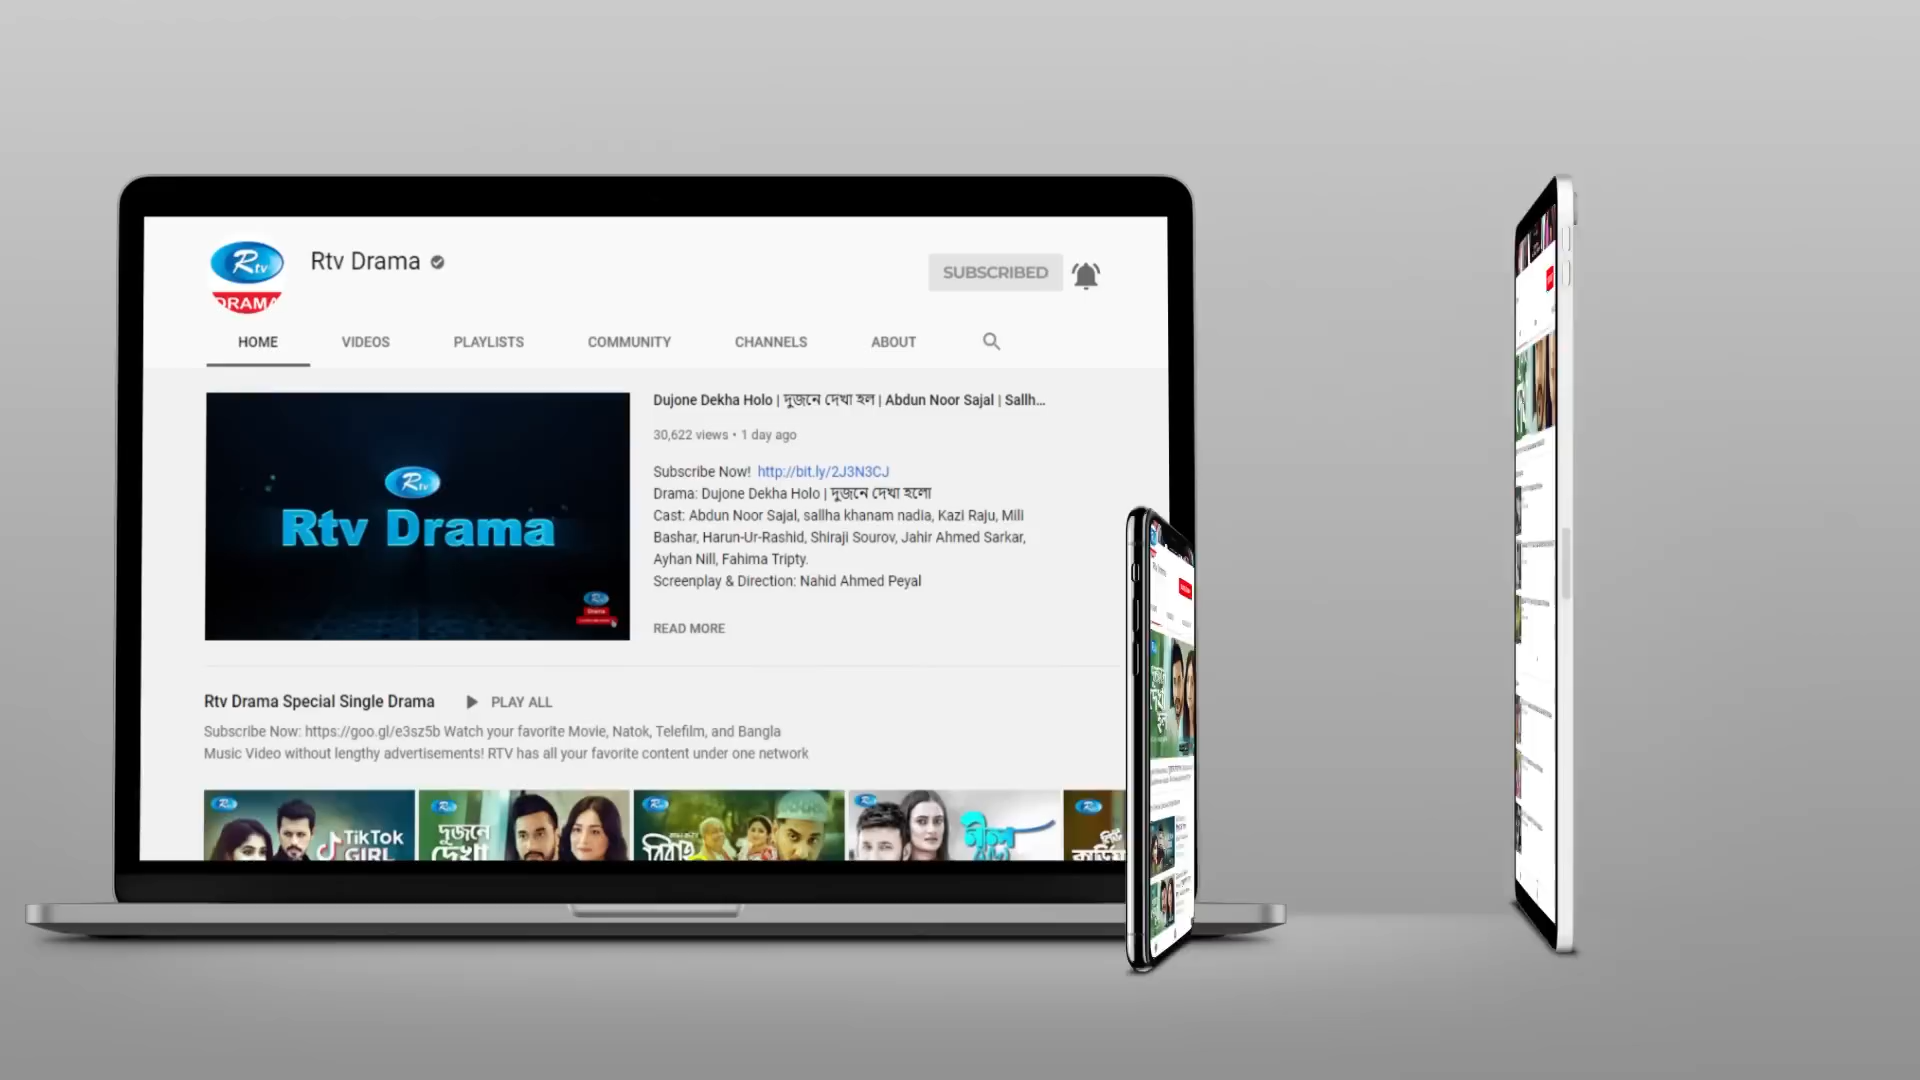 Rtv
DRAMA
Rtv Drama
SUBSCRIBED
HOME VIDEOS PLAYLISTS COMMUNITY CHANNELS ABOUT
Rtv
Rtv Drama
Dujone Dekha Holo | দুজনে দেখা হল | Abdun Noor Sajal | Sallh...
30,622 views • 1 day ago
Subscribe Now! http://bit.ly/2J3N3CJ
Drama: Dujone Dekha Holo | দুজনে দেখা হলো
Cast: Abdun Noor Sajal, sallha khanam nadia, Kazi Raju, Mili
Bashar, Harun-Ur-Rashid, Shiraji Sourov, Jahir Ahmed Sarkar,
Ayhan Nill, Fahima Tripty.
Screenplay & Direction: Nahid Ahmed Peyal
READ MORE
Rtv Drama Special Single Drama PLAY ALL
Subscribe Now: https://goo.gl/e3sz5b Watch your favorite Movie, Natok, Telefilm, and Bangla
Music Video without lengthy advertisements! RTV has all your favorite content under one network
TikTok
GIRL
দুজনে
দেখা